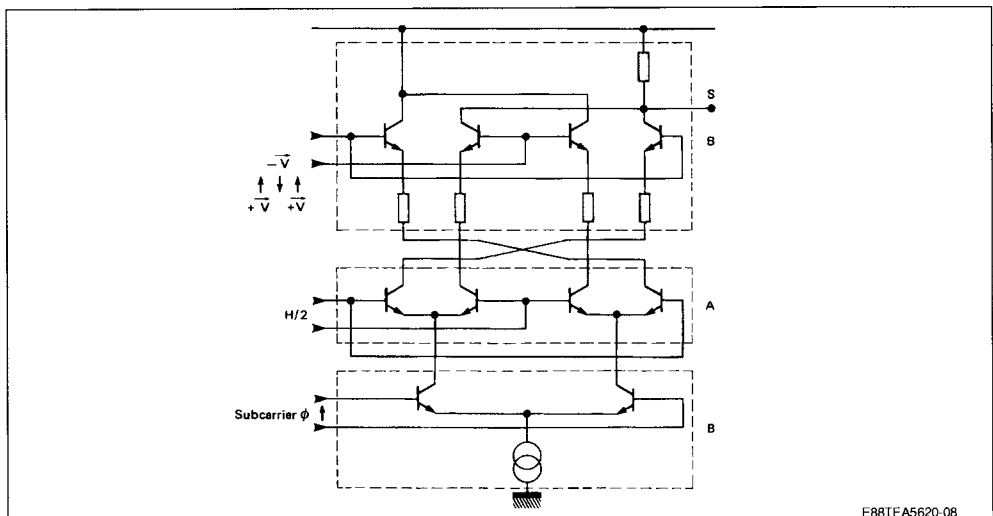 S
B
−V
+V +V
A
H/2
Subcarrier ϕ
B
E88TEA5620-08